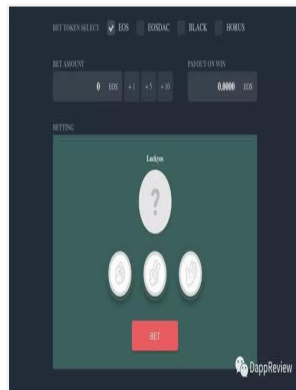 BET TOKEN SELECT EOS EOSDAC BLACK HORUS
BET AMOUNT PAYOUT ON WIN
0 EOS +1 +5 +10 0.0000 EOS
BETTING
Luckyos
?
BET
DappReview